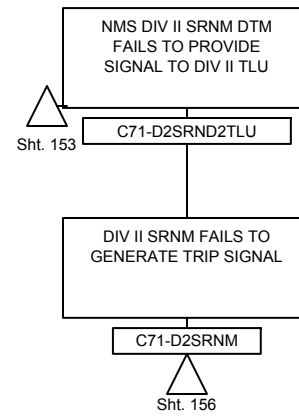 NMS DIV II SRNM DTM
FAILS TO PROVIDE
SIGNAL TO DIV II TLU
Sht. 153
C71-D2SRND2TLU
DIV II SRNM FAILS TO
GENERATE TRIP SIGNAL
C71-D2SRNM
Sht. 156